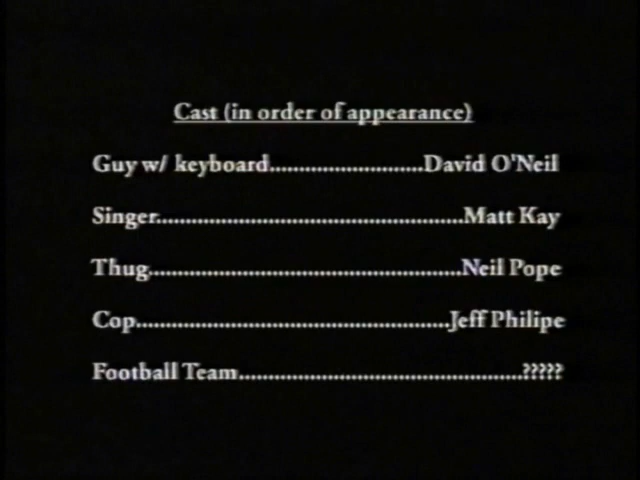 Cast (in order of appearance)
Guy w/ keyboard..........................David O'Neil
Singer....................................................Matt Kay
Thug.....................................................Neil Pope
Cop.....................................................Jeff Philipe
Football Team................................................?????